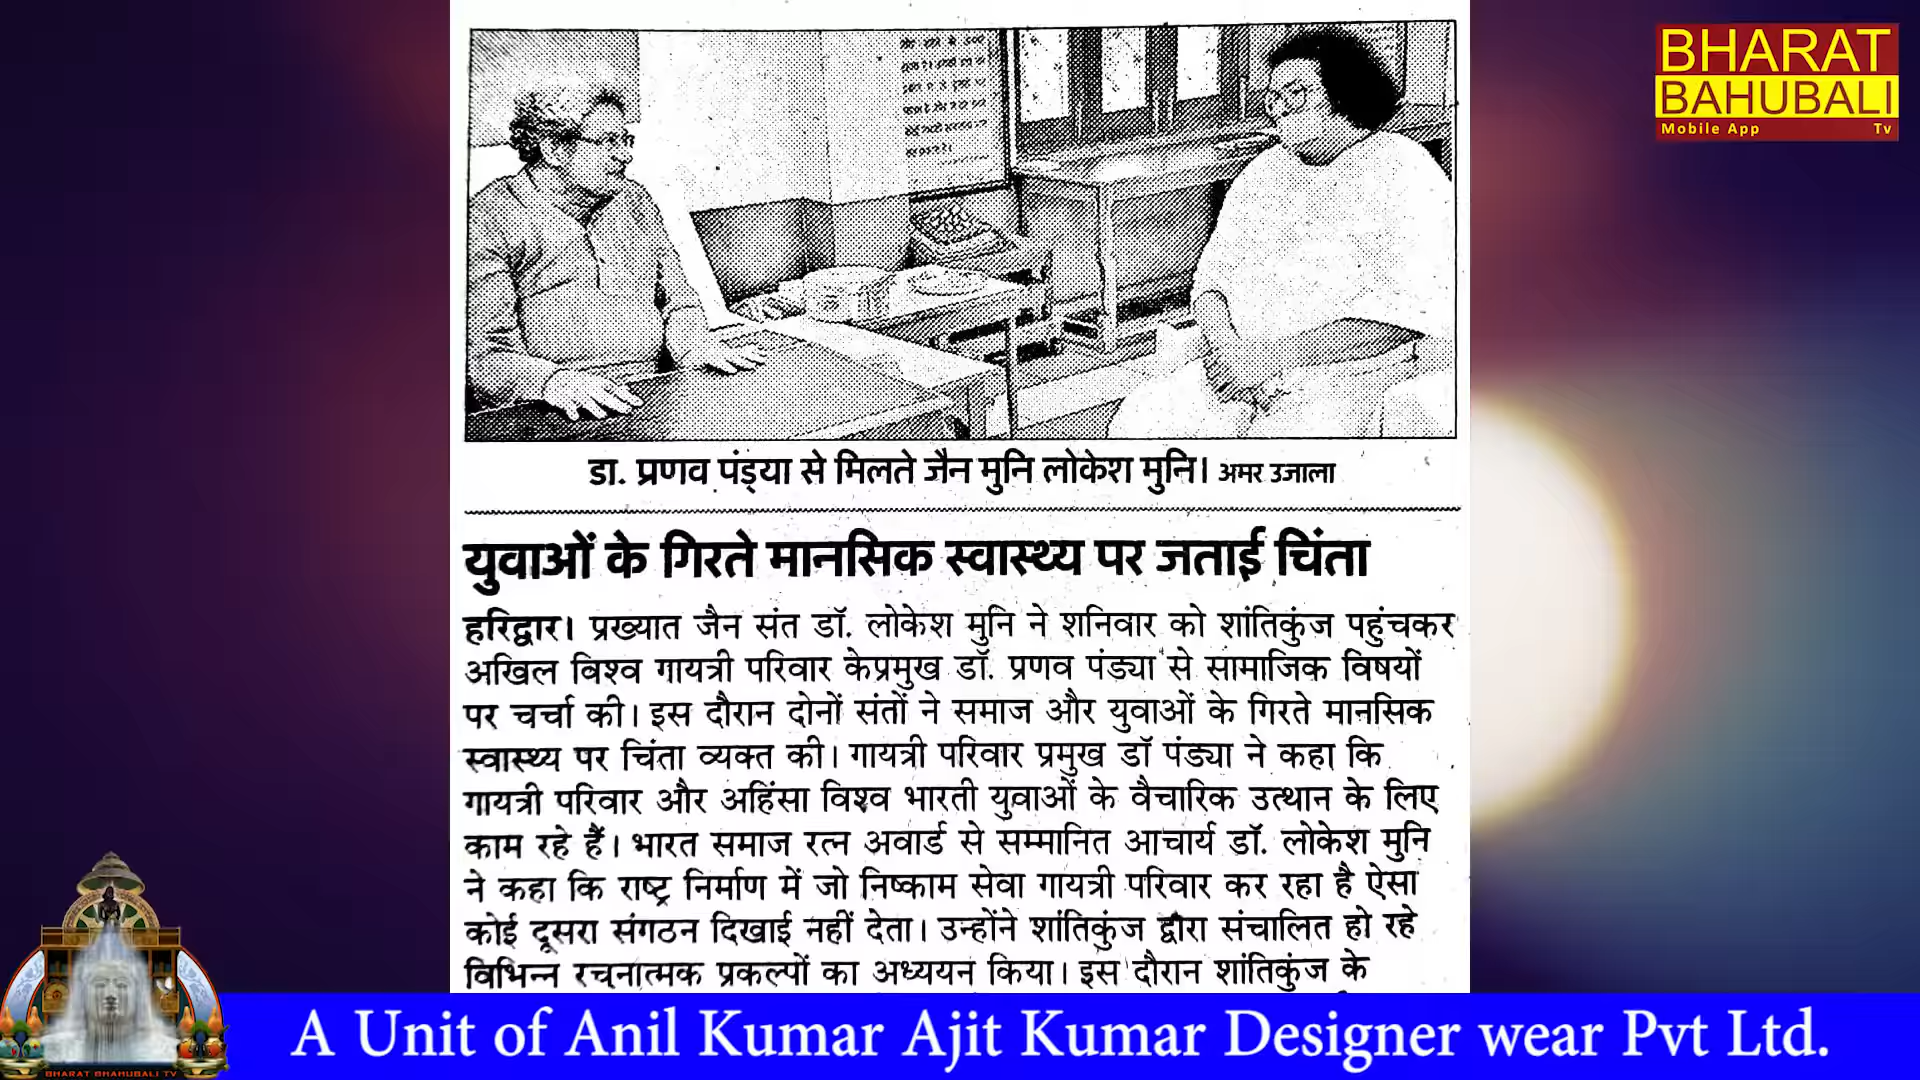 BHARAT
BAHUBALI
Mobile App Tv
डा. प्रणव पंड्या से मिलते जैन मुनि लोकेश मुनि। अमर उजाला
युवाओं के गिरते मानसिक स्वास्थ्य पर जताई चिंता
हरिद्वार। प्रख्यात जैन संत डॉ. लोकेश मुनि ने शनिवार को शांतिकुंज पहुंचकर
अखिल विश्व गायत्री परिवार केप्रमुख डॉ. प्रणव पंड्या से सामाजिक विषयों
पर चर्चा की। इस दौरान दोनों संतों ने समाज और युवाओं के गिरते मानसिक
स्वास्थ्य पर चिंता व्यक्त की। गायत्री परिवार प्रमुख डॉ पंड्या ने कहा कि
गायत्री परिवार और अहिंसा विश्व भारती युवाओं के वैचारिक उत्थान के लिए
काम रहे हैं। भारत समाज रत्न अवार्ड से सम्मानित आचार्य डॉ. लोकेश मुनि
ने कहा कि राष्ट्र निर्माण में जो निष्काम सेवा गायत्री परिवार कर रहा है ऐसा
कोई दूसरा संगठन दिखाई नहीं देता। उन्होंने शांतिकुंज द्वारा संचालित हो रहे
विभिन्न रचनात्मक प्रकल्पों का अध्ययन किया। इस दौरान शांतिकुंज के
A Unit of Anil Kumar Ajit Kumar Designer wear Pvt Ltd.
BHARAT BHAHUBALI TV